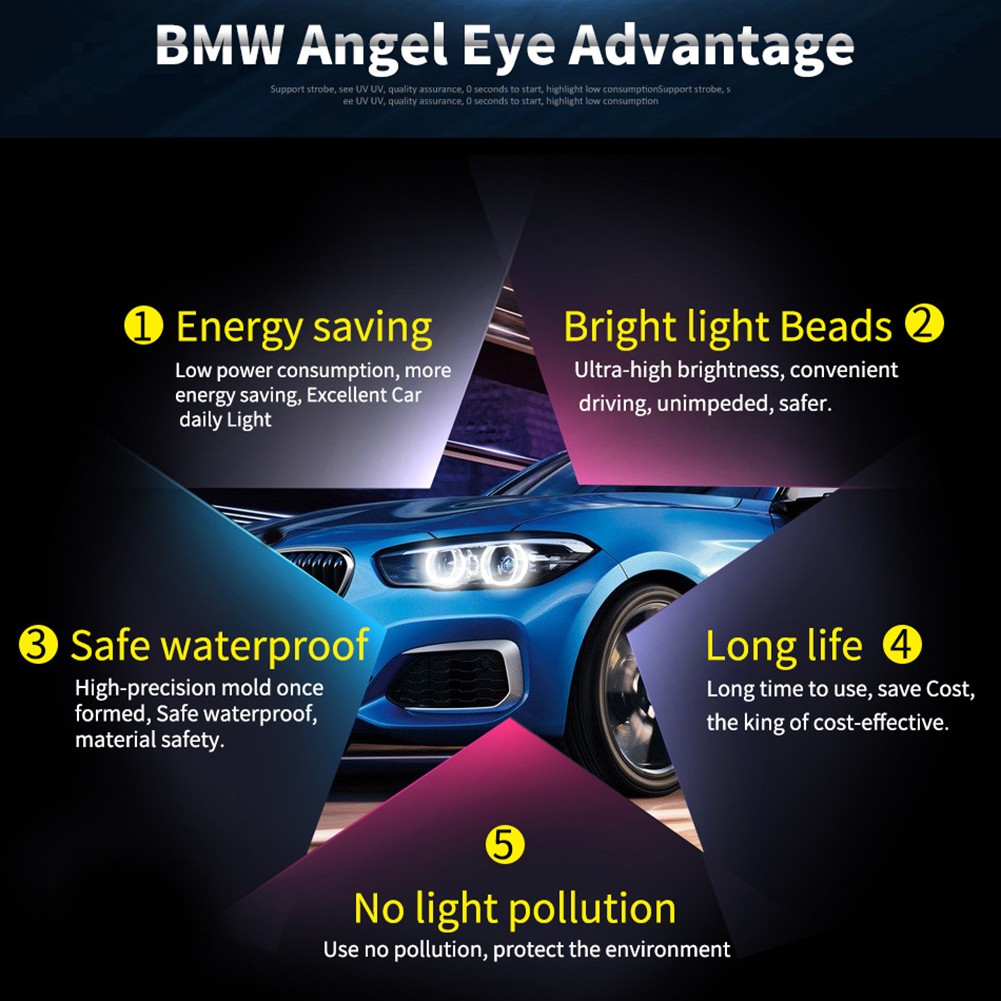 BMW Angel Eye Advantage
Support strobe, see UV UV, quality assurance, 0 seconds to start, highlight low consumptionSupport strobe, s
ee UV UV, quality assurance, 0 seconds to start, highlight low consumption
1 Energy saving
Low power consumption, more
energy saving, Excellent Car
daily Light
Bright light Beads 2
Ultra-high brightness, convenient
driving, unimpeded, safer.
3 Safe waterproof
High-precision mold once
formed, Safe waterproof,
material safety.
Long life 4
Long time to use, save Cost,
the king of cost-effective.
5
No light pollution
Use no pollution, protect the environment